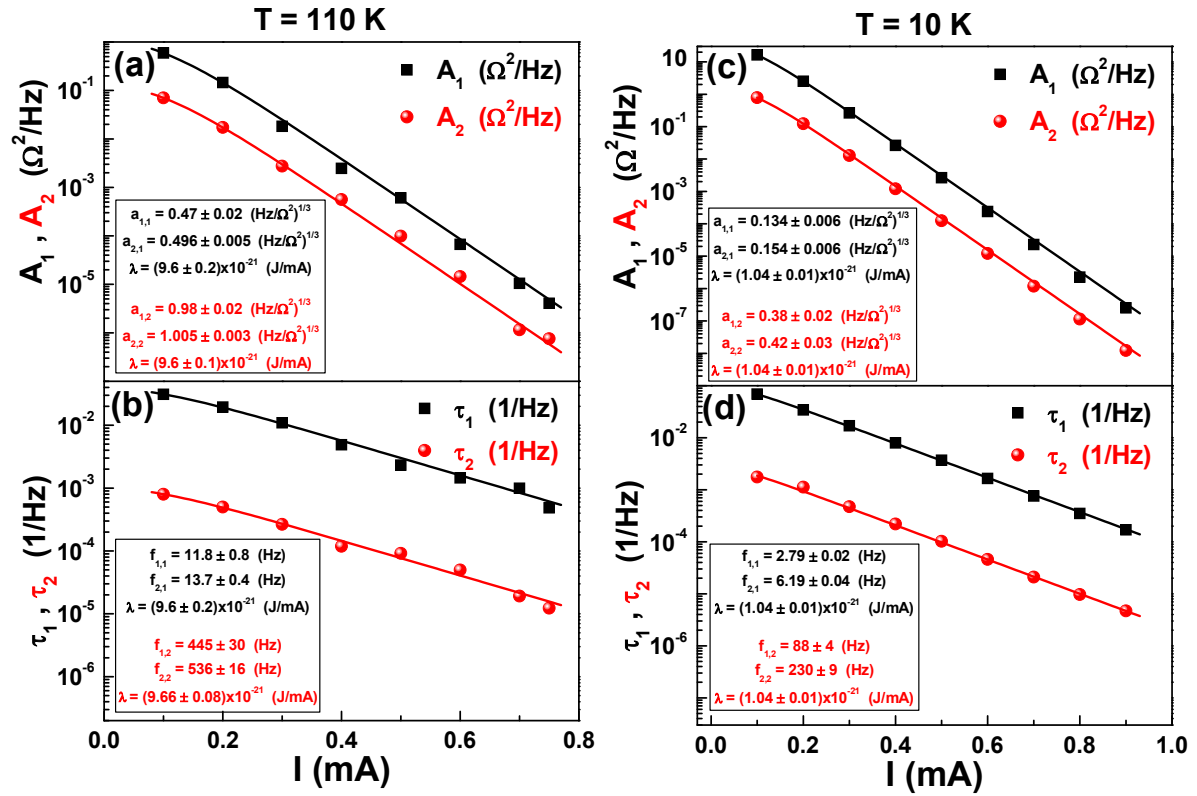 T = 110 K
T = 10 K
(a)
A₁ (Ω²/Hz)
A₂ (Ω²/Hz)
A₁ , A₂ (Ω²/Hz)
10⁻¹
10⁻³
10⁻⁵
a₁,₁ = 0.47 ± 0.02 (Hz/Ω²)¹/³
a₂,₁ = 0.496 ± 0.005 (Hz/Ω²)¹/³
λ = (9.6 ± 0.2)x10⁻²¹ (J/mA)
a₁,₂ = 0.98 ± 0.02 (Hz/Ω²)¹/³
a₂,₂ = 1.005 ± 0.003 (Hz/Ω²)¹/³
λ = (9.6 ± 0.1)x10⁻²¹ (J/mA)
(c)
A₁ (Ω²/Hz)
A₂ (Ω²/Hz)
A₁ , A₂ (Ω²/Hz)
10
10⁻¹
10⁻³
10⁻⁵
10⁻⁷
a₁,₁ = 0.134 ± 0.006 (Hz/Ω²)¹/³
a₂,₁ = 0.154 ± 0.006 (Hz/Ω²)¹/³
λ = (1.04 ± 0.01)x10⁻²¹ (J/mA)
a₁,₂ = 0.38 ± 0.02 (Hz/Ω²)¹/³
a₂,₂ = 0.42 ± 0.03 (Hz/Ω²)¹/³
λ = (1.04 ± 0.01)x10⁻²¹ (J/mA)
(b)
τ₁ (1/Hz)
τ₂ (1/Hz)
τ₁ , τ₂ (1/Hz)
10⁻²
10⁻³
10⁻⁴
10⁻⁵
10⁻⁶
f₁,₁ = 11.8 ± 0.8 (Hz)
f₂,₁ = 13.7 ± 0.4 (Hz)
λ = (9.6 ± 0.2)x10⁻²¹ (J/mA)
f₁,₂ = 445 ± 30 (Hz)
f₂,₂ = 536 ± 16 (Hz)
λ = (9.66 ± 0.08)x10⁻²¹ (J/mA)
0.0 0.2 0.4 0.6 0.8
I (mA)
(d)
τ₁ (1/Hz)
τ₂ (1/Hz)
τ₁ , τ₂ (1/Hz)
10⁻²
10⁻⁴
10⁻⁶
f₁,₁ = 2.79 ± 0.02 (Hz)
f₂,₁ = 6.19 ± 0.04 (Hz)
λ = (1.04 ± 0.01)x10⁻²¹ (J/mA)
f₁,₂ = 88 ± 4 (Hz)
f₂,₂ = 230 ± 9 (Hz)
λ = (1.04 ± 0.01)x10⁻²¹ (J/mA)
0.0 0.2 0.4 0.6 0.8 1.0
I (mA)